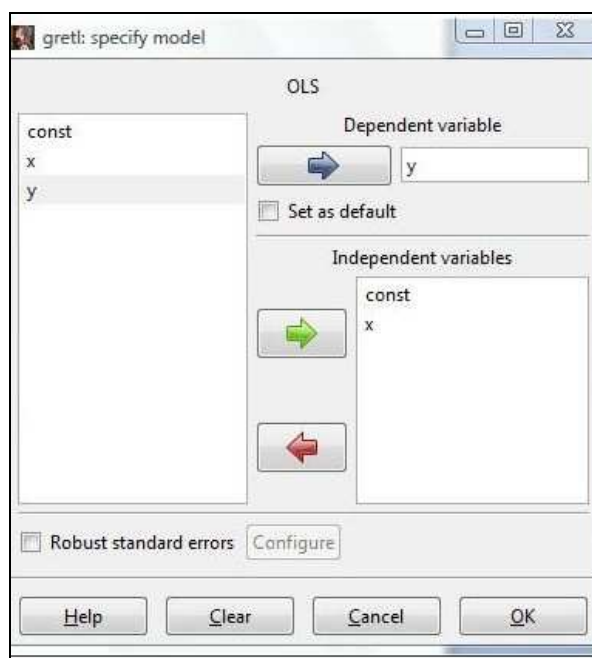 gretl: specify model
OLS
const
x
y
Dependent variable
y
Set as default
Independent variables
const
x
Robust standard errors
Configure
Help
Clear
Cancel
OK